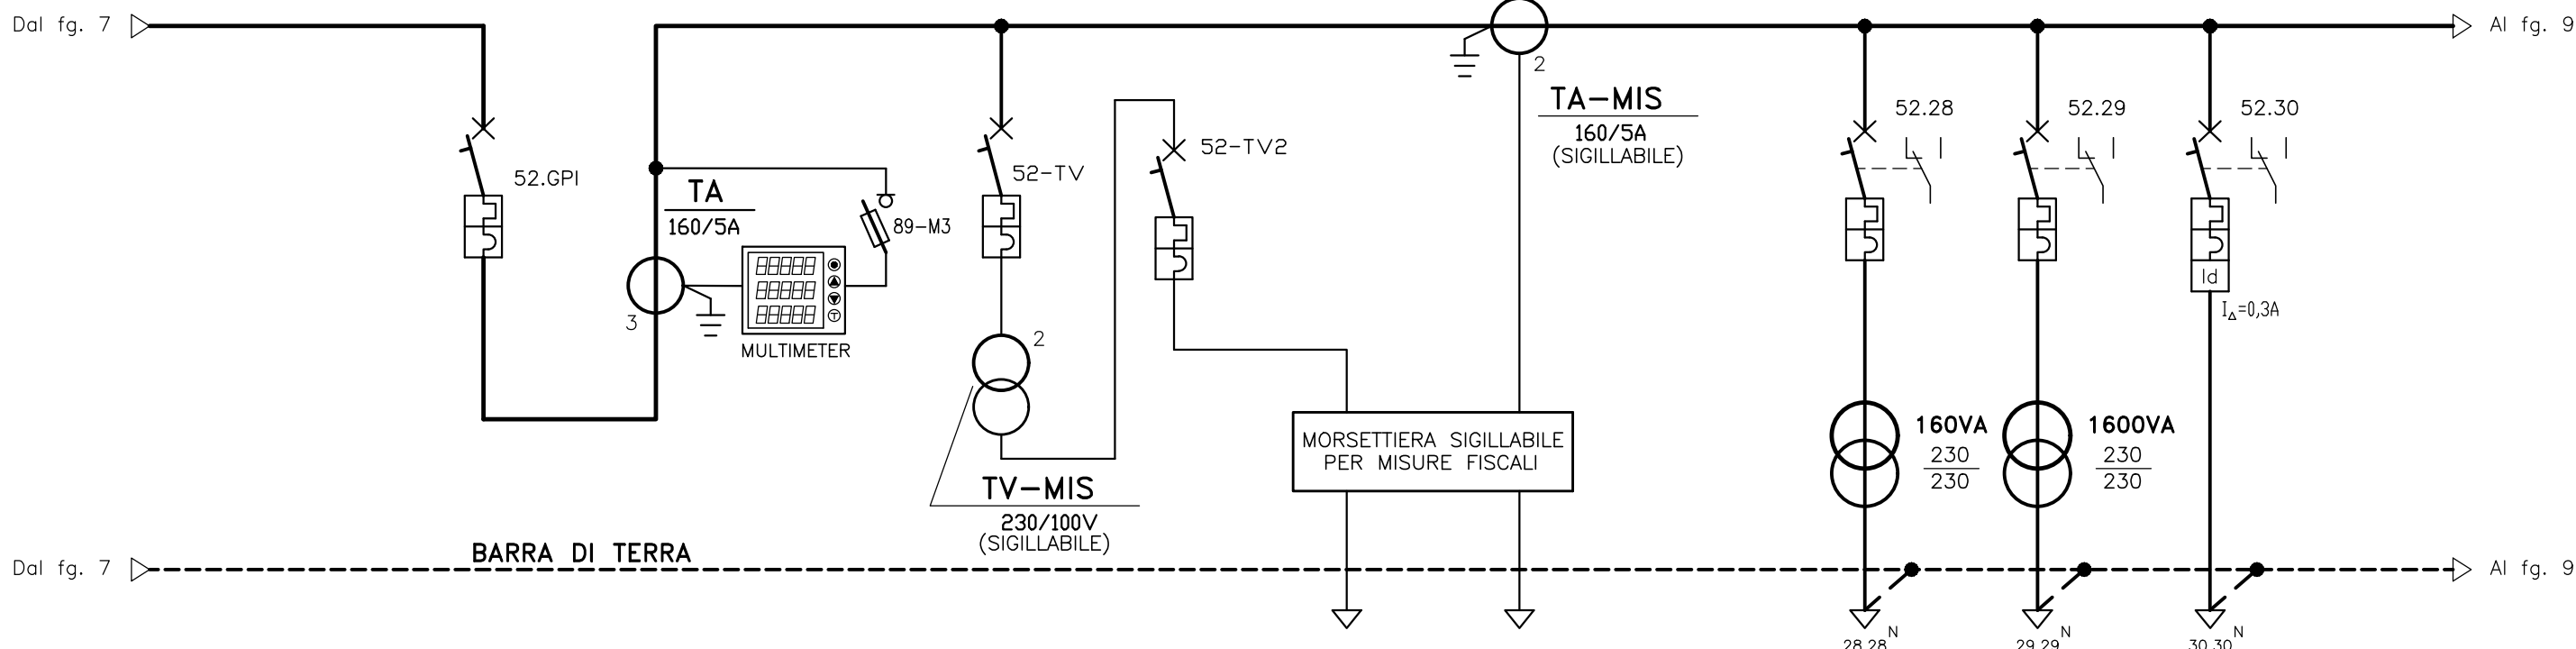 Dal fg. 7
Al fg. 9
2
TA-MIS
160/5A
(SIGILLABILE)
52.28
52.29
52.30
52-TV2
52-TV
52.GPI
TA
160/5A
89-M3
3
MULTIMETER
Id
I△=0,3A
2
160VA
230
230
1600VA
230
230
MORSETTIERA SIGILLABILE
PER MISURE FISCALI
TV-MIS
230/100V
(SIGILLABILE)
BARRA DI TERRA
Dal fg. 7
Al fg. 9
28.28 N
29.29 N
30.30 N